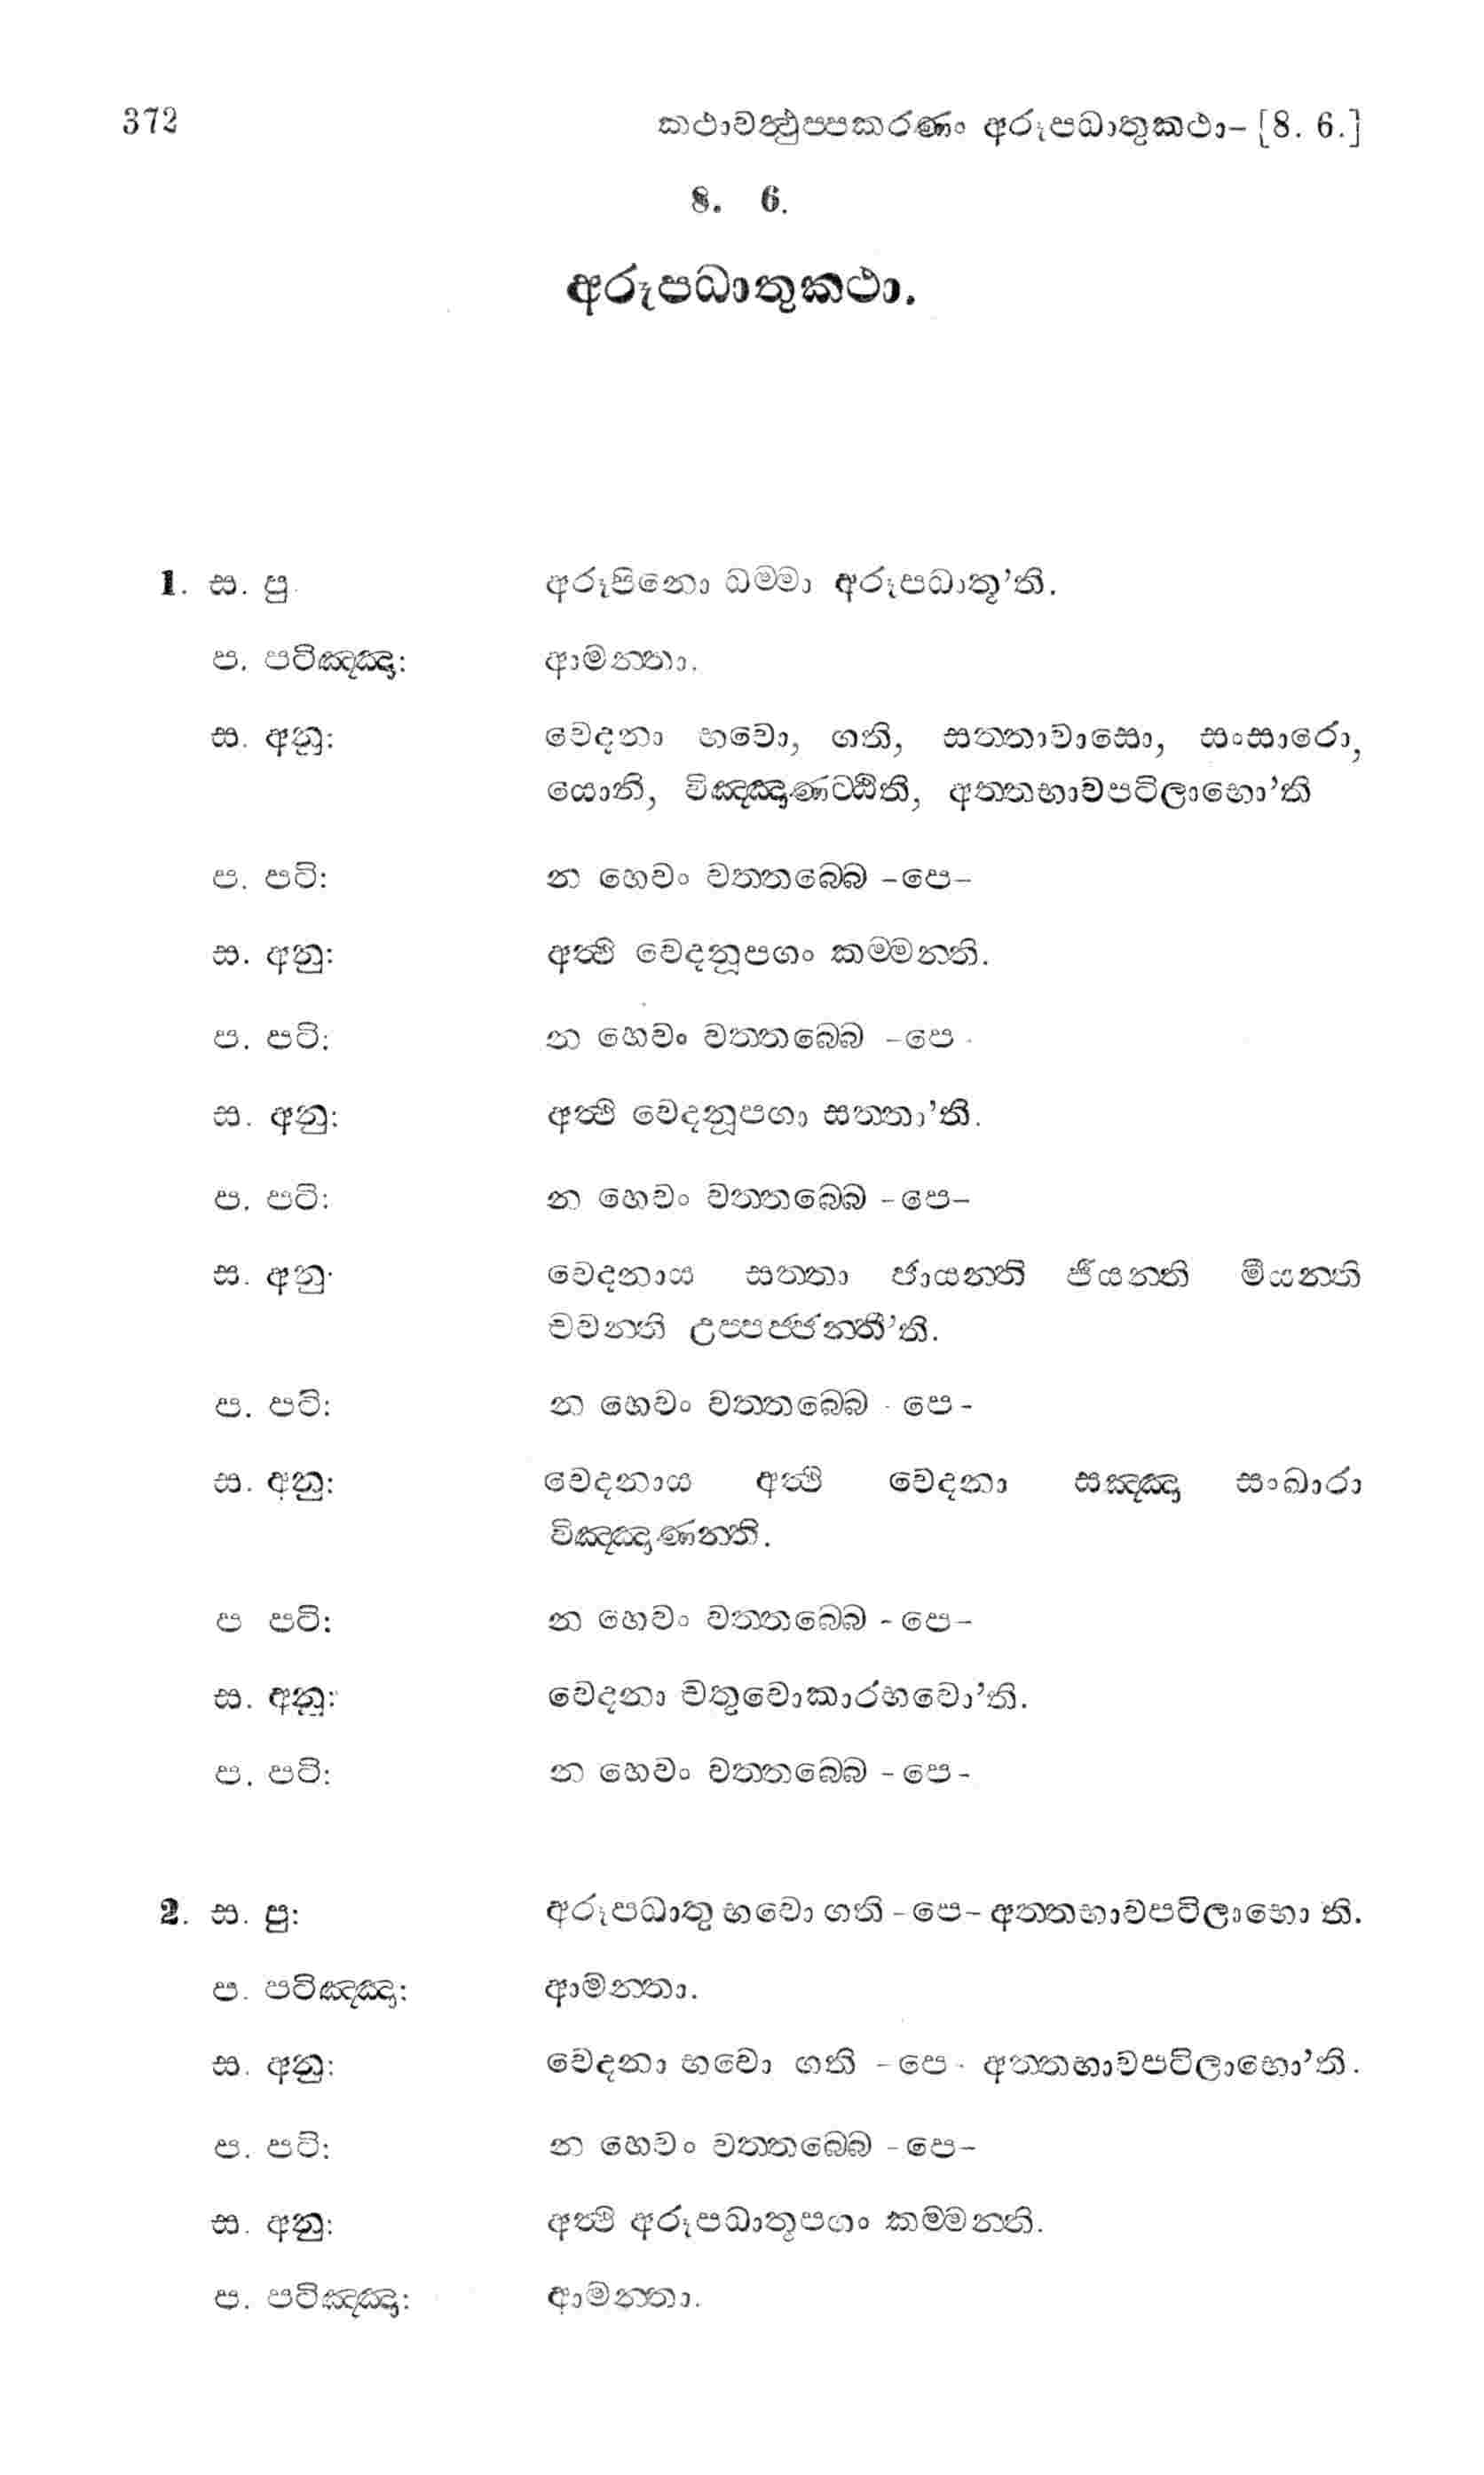 372 කථාවත්ථුප්පකරණං අරූපධාතුකථා– [8. 6.]
8. 6.
අරූපධාතුකථා.
1. ස. පු. අරූපිනො ධම්මා අරූපධාතූ’ති.
ප. පටිඤ්ඤා: ආමන්තා.
ස. අනු: වෙදනා භවො, ගති, සත්තාවාසො, සංසාරො,
යොනි, විඤ්ඤාණට්ඨිති, අත්තභාවපටිලාභො’ති
ප. පටි: න හෙවං වත්තබ්බෙ –පෙ–
ස. අනු: අත්ථි වෙදනූපගං කම්මන්ති.
ප. පටි: න හෙවං වත්තබ්බෙ –පෙ -
ස. අනු: අත්ථි වෙදනූපගා සත්තා’ති.
ප. පටි: න හෙවං වත්තබ්බෙ –පෙ–
ස. අනු· වෙදනාය සත්තා ජායන්ති ජීයන්ති මීයන්ති
චවන්ති උප්පජ්ජන්තී’ති.
ප. පටි: න හෙවං වත්තබ්බෙ - පෙ -
ස. අනු: වෙදනාය අත්ථි වෙදනා සඤ්ඤා සංඛාරා
විඤ්ඤාණන්ති.
ප පටි: න හෙවං වත්තබ්බෙ - පෙ–
ස. අනු: වෙදනා චතුවොකාරභවො’ති.
ප. පටි: න හෙවං වත්තබ්බෙ - පෙ -
2. ස. පු: අරූපධාතු භවො ගති –පෙ– අත්තභාවපටිලාභො ති.
ප. පටිඤ්ඤා: ආමන්තා.
ස. අනු: වෙදනා භවො ගති –පෙ - අත්තභාවපටිලාභො’ති.
ප. පටි: න හෙවං වත්තබ්බෙ –පෙ–
ස. අනු: අත්ථි අරූපධාතූපගං කම්මන්ති.
ප. පටිඤ්ඤා: ආමන්තා.